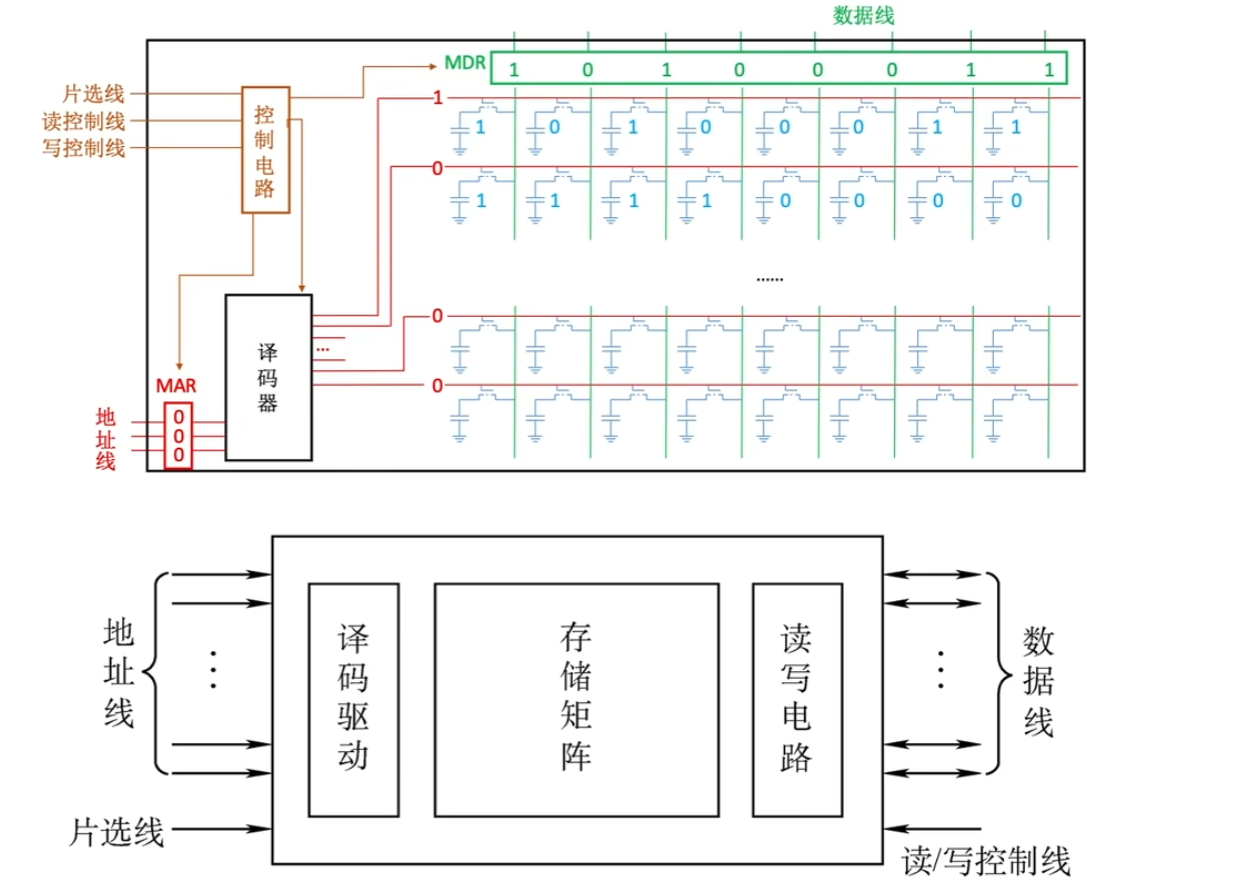 数据线
MDR 1 0 1 0 0 0 1 1
片选线
读控制线
写控制线
控制电路
1
1 0 1 0 0 0 1 1
0
1 1 1 1 0 0 0 0
......
0
...
0
译码器
MAR
地址线
0
0
0
地址线
译码驱动
存储矩阵
读写电路
数据线
片选线
读/写控制线